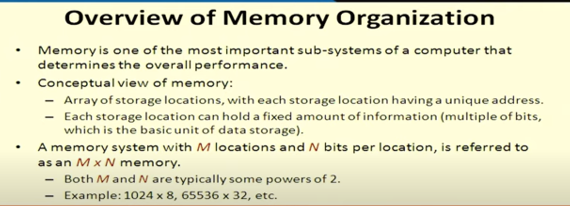 Overview of Memory Organization
• Memory is one of the most important sub-systems of a computer that
determines the overall performance.
• Conceptual view of memory:
– Array of storage locations, with each storage location having a unique address.
– Each storage location can hold a fixed amount of information (multiple of bits,
which is the basic unit of data storage).
• A memory system with M locations and N bits per location, is referred to
as an M x N memory.
– Both M and N are typically some powers of 2.
– Example: 1024 x 8, 65536 x 32, etc.